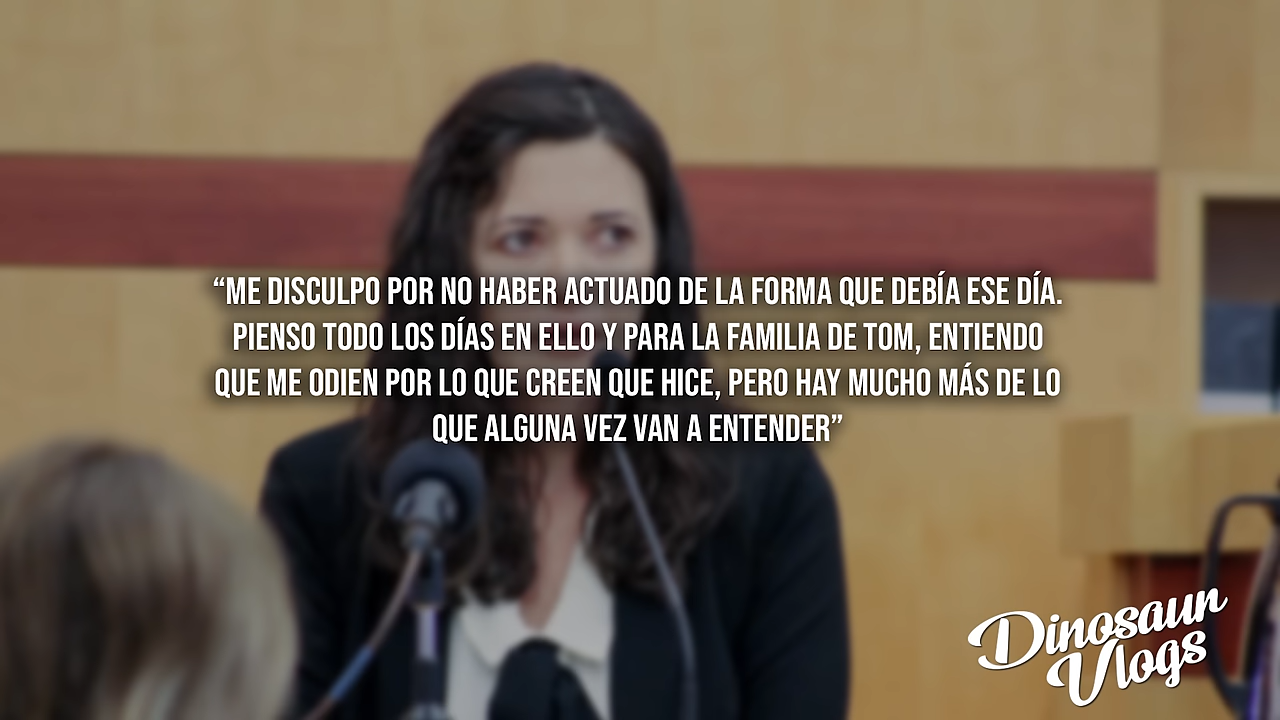 “ME DISCULPO POR NO HABER ACTUADO DE LA FORMA QUE DEBÍA ESE DÍA.
PIENSO TODO LOS DÍAS EN ELLO Y PARA LA FAMILIA DE TOM, ENTIENDO
QUE ME ODIEN POR LO QUE CREEN QUE HICE, PERO HAY MUCHO MÁS DE LO
QUE ALGUNA VEZ VAN A ENTENDER”
Dinosaur
Vlogs